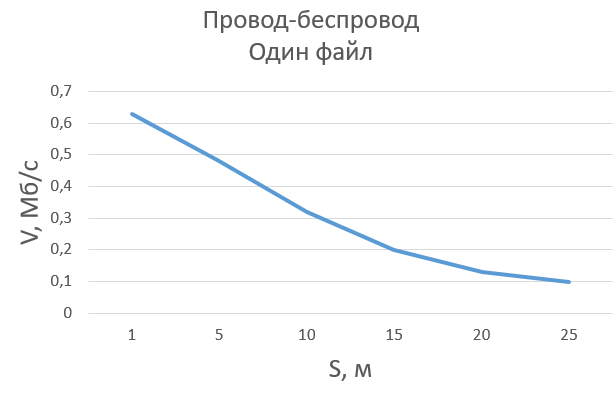 Провод-беспровод
Один файл
0,7
0,6
0,5
0,4
0,3
0,2
0,1
0
V, Мб/с
1 5 10 15 20 25
S, м